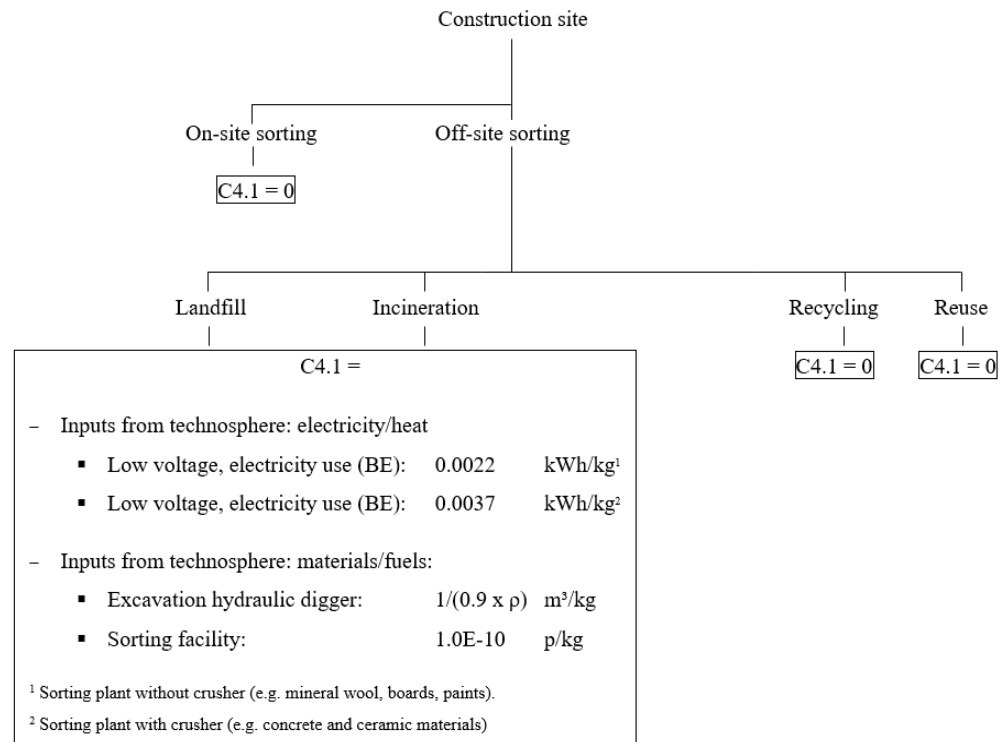 Construction site
On-site sorting
Off-site sorting
C4.1 = 0
Landfill
Incineration
Recycling
Reuse
C4.1 =
C4.1 = 0
C4.1 = 0
– Inputs from technosphere: electricity/heat
▪ Low voltage, electricity use (BE): 0.0022 kWh/kg¹
▪ Low voltage, electricity use (BE): 0.0037 kWh/kg²
– Inputs from technosphere: materials/fuels:
▪ Excavation hydraulic digger: 1/(0.9 x ρ) m³/kg
▪ Sorting facility: 1.0E-10 p/kg
¹ Sorting plant without crusher (e.g. mineral wool, boards, paints).
² Sorting plant with crusher (e.g. concrete and ceramic materials)